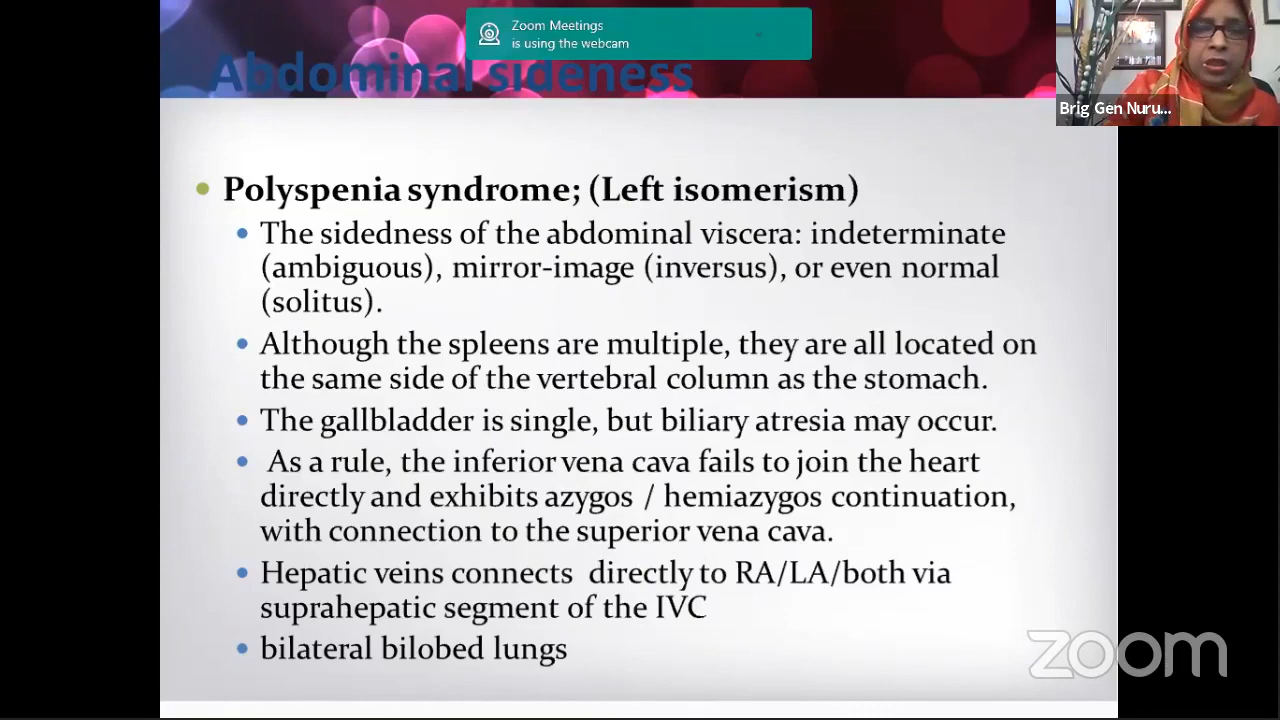 Zoom Meetings
is using the webcam
Abdominal sideness
Brig Gen Nuru...
• Polyspenia syndrome; (Left isomerism)
• The sidedness of the abdominal viscera: indeterminate
(ambiguous), mirror-image (inversus), or even normal
(solitus).
• Although the spleens are multiple, they are all located on
the same side of the vertebral column as the stomach.
• The gallbladder is single, but biliary atresia may occur.
• As a rule, the inferior vena cava fails to join the heart
directly and exhibits azygos / hemiazygos continuation,
with connection to the superior vena cava.
• Hepatic veins connects directly to RA/LA/both via
suprahepatic segment of the IVC
• bilateral bilobed lungs
zoom